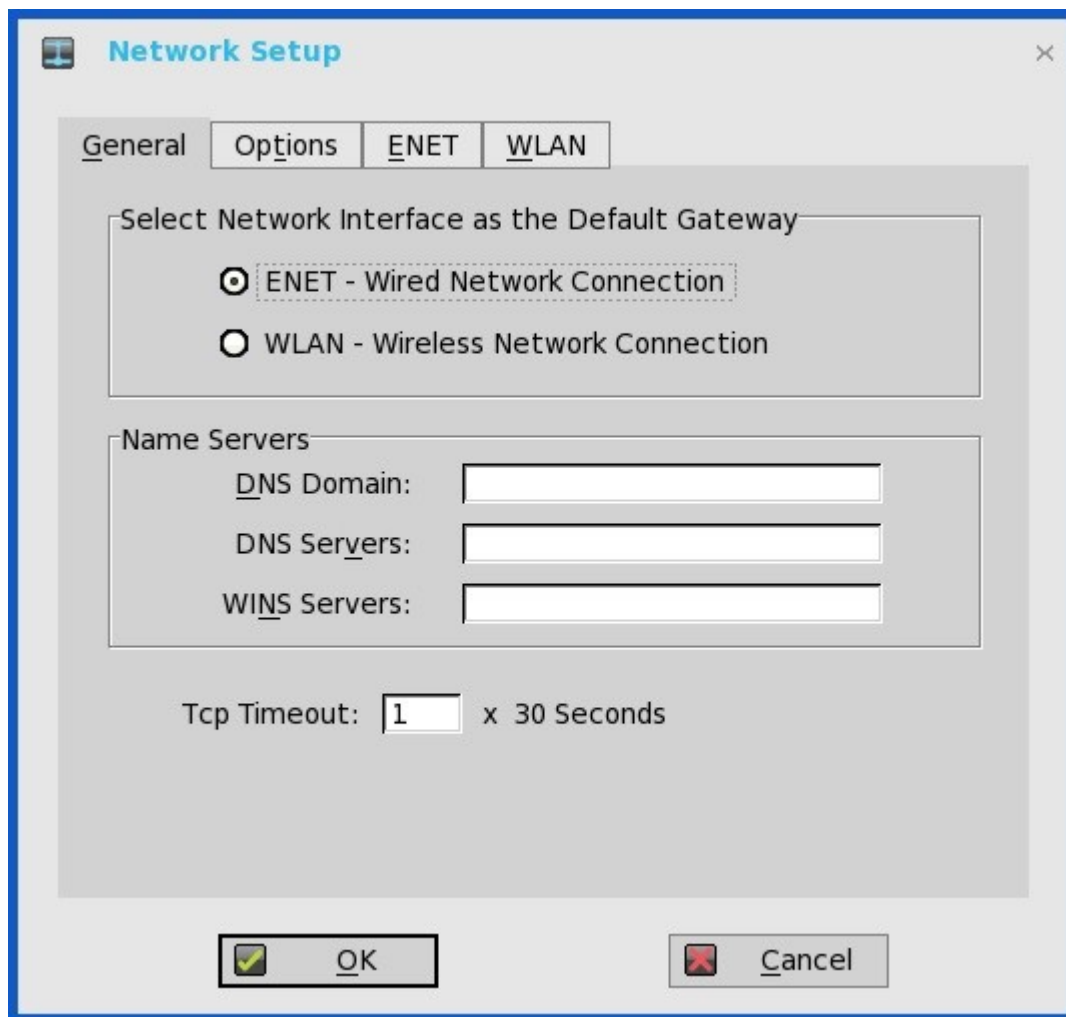 Network Setup
General Options ENET WLAN
Select Network Interface as the Default Gateway
ENET - Wired Network Connection
WLAN - Wireless Network Connection
Name Servers
DNS Domain:
DNS Servers:
WINS Servers:
Tcp Timeout: 1 x 30 Seconds
OK Cancel